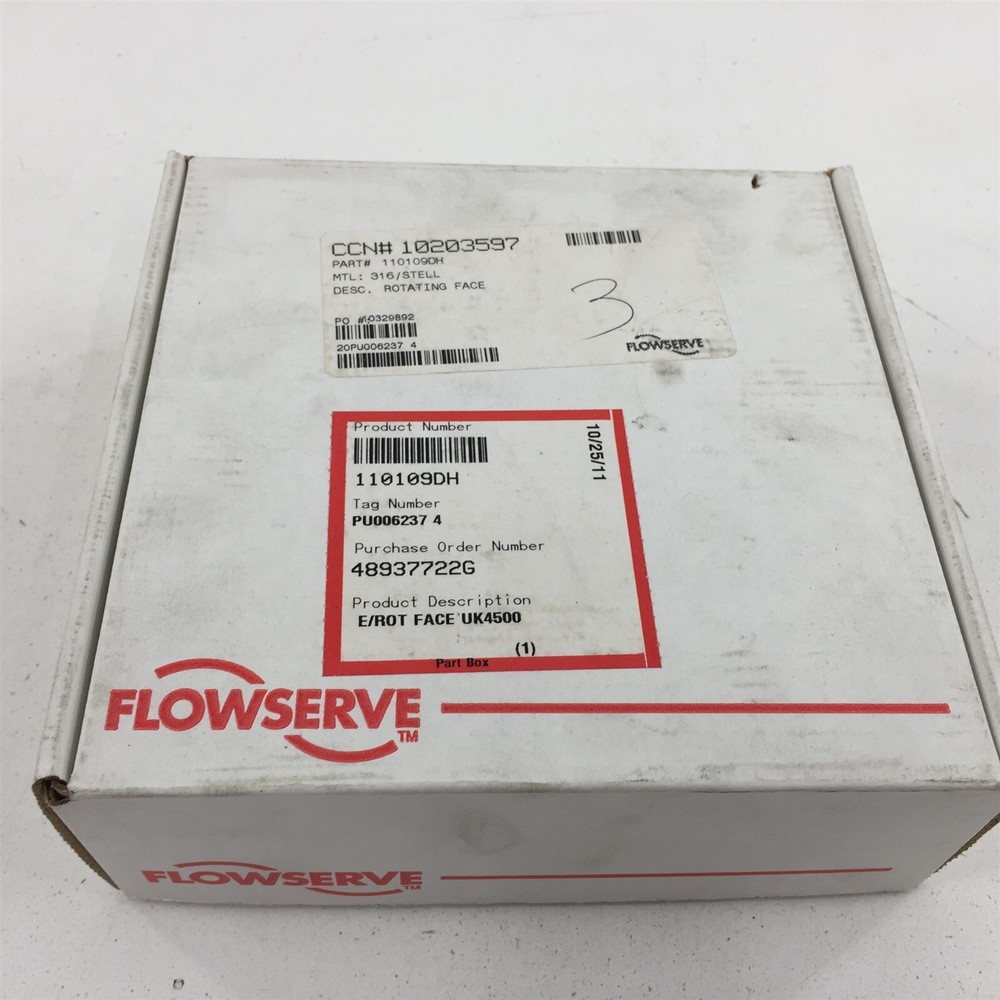 CCN# 10203597
PART# 110109DH
MTL: 316/STELL
DESC. ROTATING FACE
3
PO #10329892
20PU006237 4
FLOWSERVE
Product Number
10/25/11
110109DH
Tag Number
PU006237 4
Purchase Order Number
48937722G
Product Description
E/ROT FACE UK4500
(1)
Part Box
FLOWSERVE TM
FLOWSERVE TM